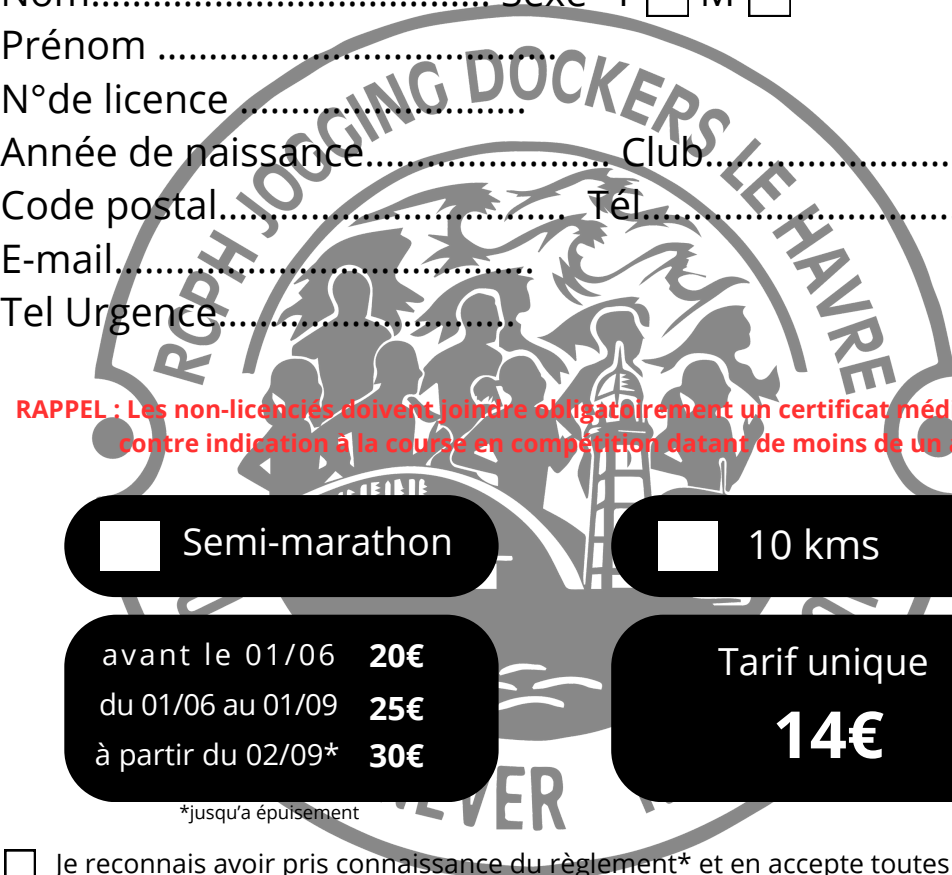 Nom.................................... Sexe F M
Prénom ......................................
N°de licence ...........................
Année de naissance....................... Club.......................
Code postal................................. Tél.............................
E-mail........................................
Tel Urgence............................
RCPH JOGGING DOCKERS LE HAVRE
RAPPEL : Les non-licenciés doivent joindre obligatoirement un certificat
contre indication à la course en compétition datant de moins de un
Semi-marathon
10 kms
avant le 01/06 20€
du 01/06 au 01/09 25€
à partir du 02/09* 30€
Tarif unique
14€
*jusqu'a épuisement
Je reconnais avoir pris connaissance du règlement* et en accepte toutes